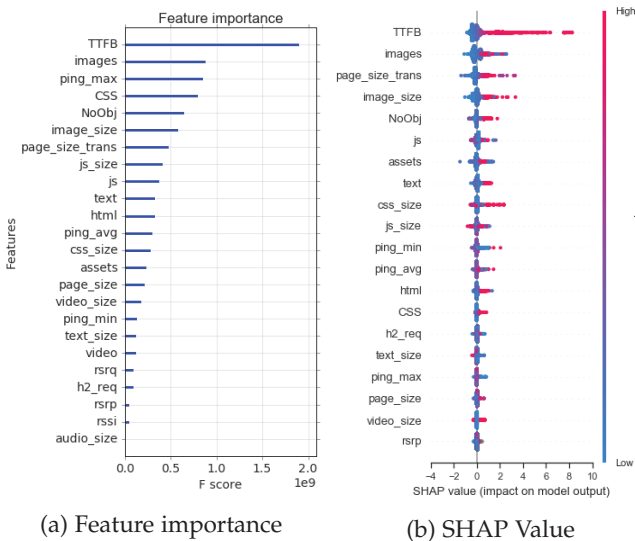 Feature importance
TTFB
images
ping_max
CSS
NoObj
image_size
page_size_trans
js_size
js
text
html
ping_avg
css_size
assets
page_size
video_size
ping_min
text_size
video
rsrq
h2_req
rsrp
rssi
audio_size
Features
0.0 0.5 1.0 1.5 2.0
1e9
F score
(a) Feature importance
High
TTFB
images
page_size_trans
image_size
NoObj
js
assets
text
css_size
js_size
ping_min
ping_avg
html
CSS
h2_req
text_size
ping_max
page_size
video_size
rsrp
Low
−4 −2 0 2 4 6 8 10
SHAP value (impact on model output)
(b) SHAP Value